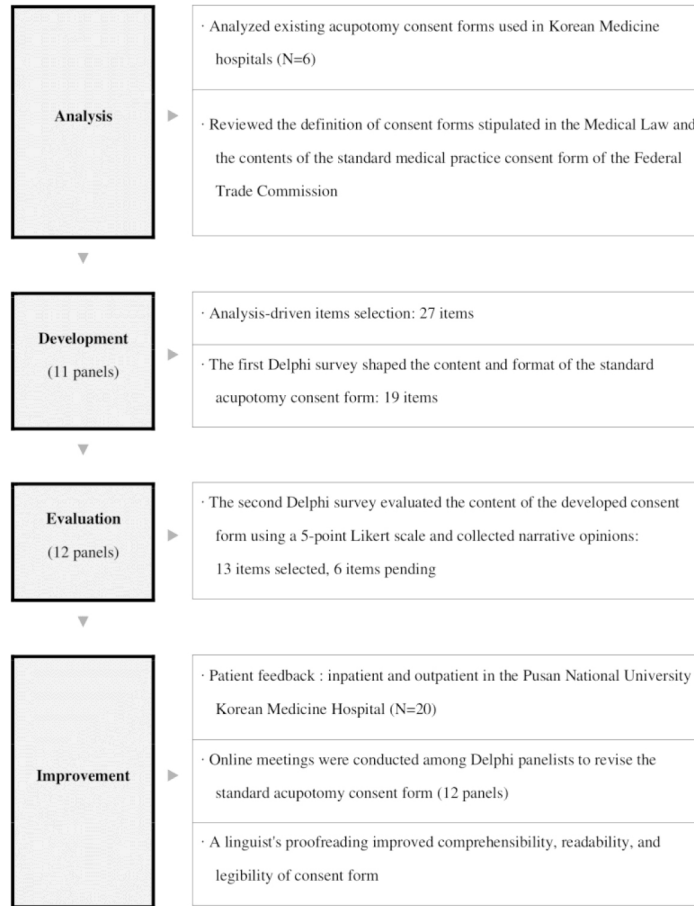 Analysis
· Analyzed existing acupotomy consent forms used in Korean Medicine
hospitals (N=6)
· Reviewed the definition of consent forms stipulated in the Medical Law and
the contents of the standard medical practice consent form of the Federal
Trade Commission
Development
(11 panels)
· Analysis-driven items selection: 27 items
· The first Delphi survey shaped the content and format of the standard
acupotomy consent form: 19 items
Evaluation
(12 panels)
· The second Delphi survey evaluated the content of the developed consent
form using a 5-point Likert scale and collected narrative opinions:
13 items selected, 6 items pending
Improvement
· Patient feedback : inpatient and outpatient in the Pusan National University
Korean Medicine Hospital (N=20)
· Online meetings were conducted among Delphi panelists to revise the
standard acupotomy consent form (12 panels)
· A linguist's proofreading improved comprehensibility, readability, and
legibility of consent form